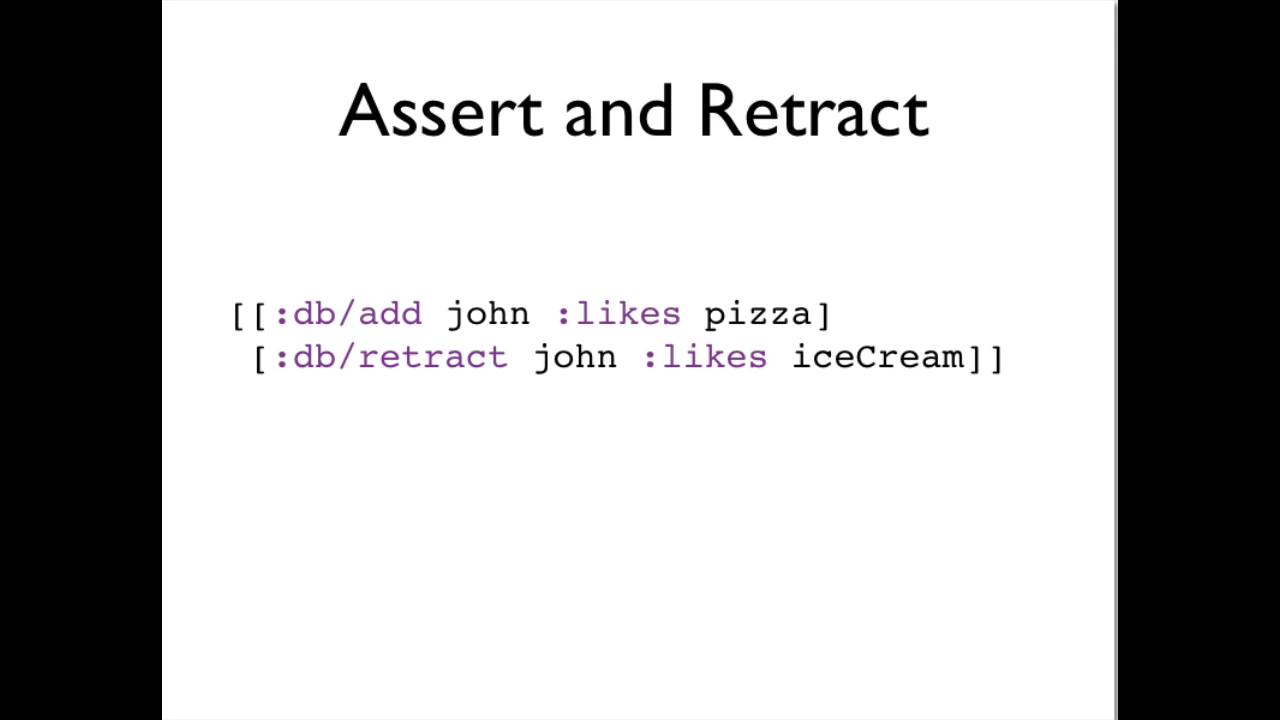 Assert and Retract
[[:db/add john :likes pizza]
[:db/retract john :likes iceCream]]